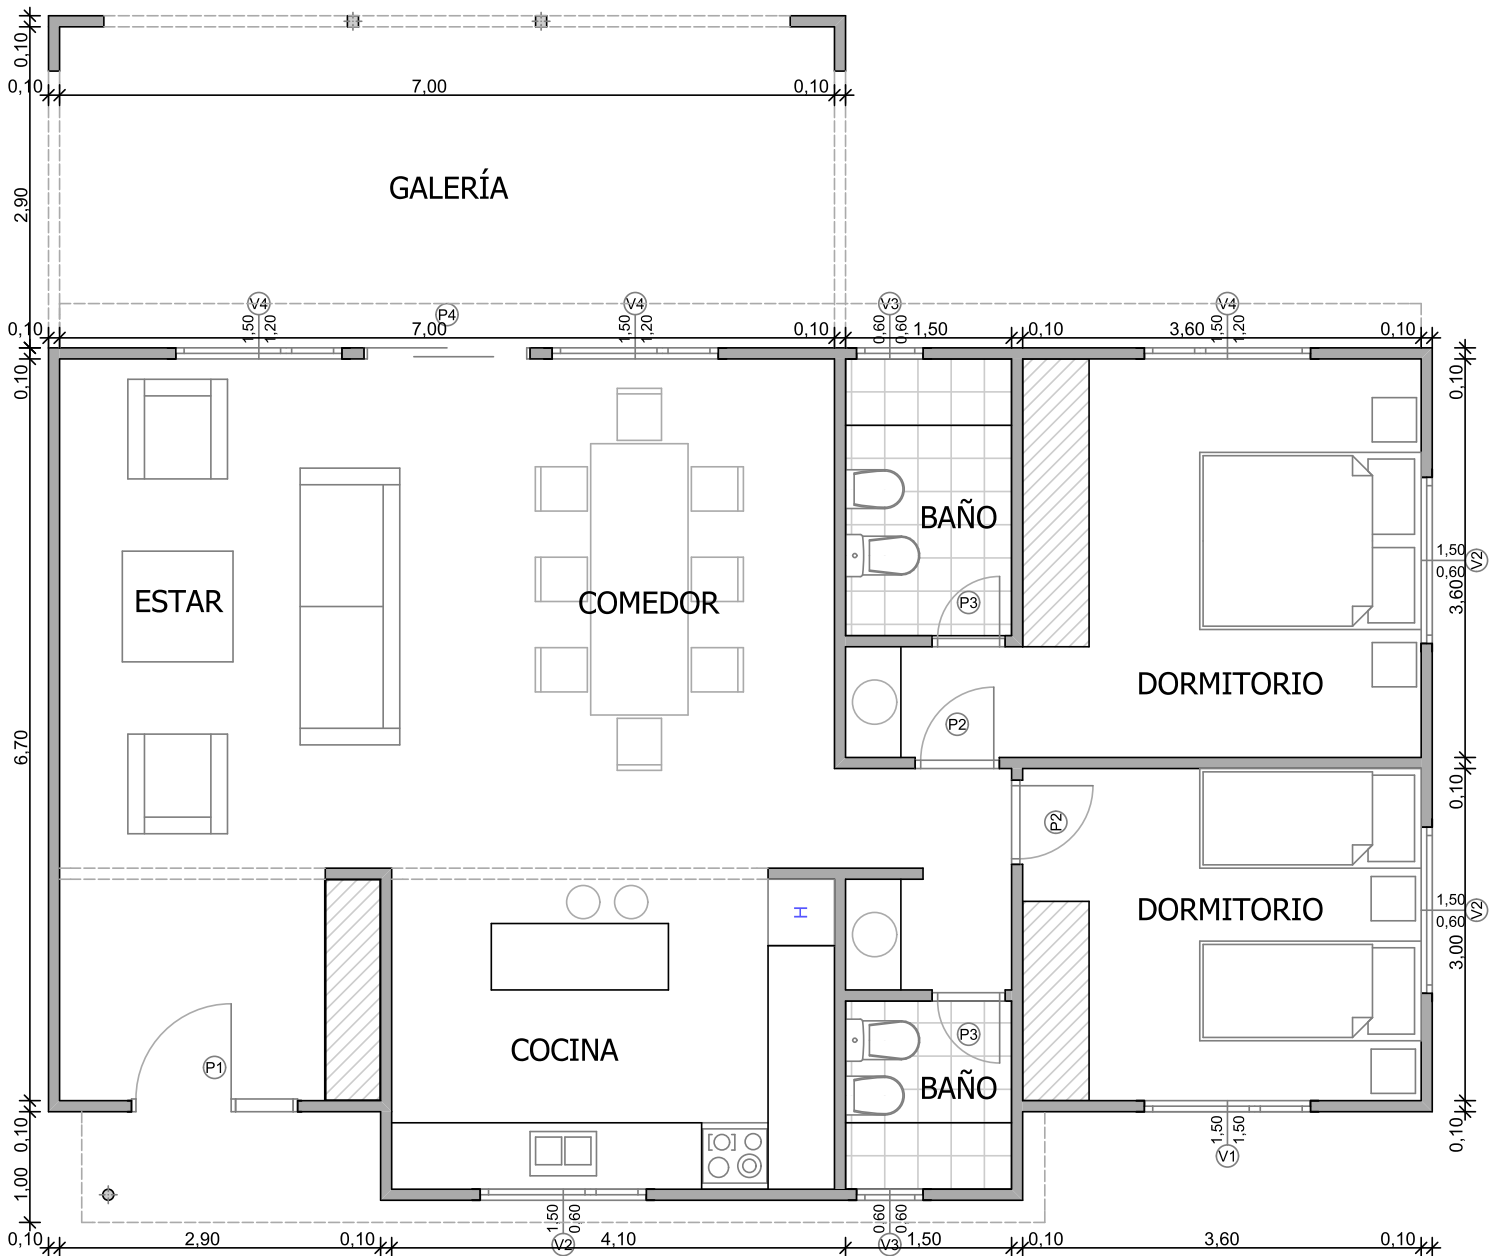 0,10
0,10 7,00 0,10
GALERÍA
2,90
V4 P4 V4 V3 V4
0,10 1,50 1,20 7,00 1,50 1,20 0,10 0,60 0,60 1,50 0,10 3,60 1,50 1,20 0,10
0,10 0,10
BAÑO
1,50 0,60 V2
3,60
ESTAR COMEDOR P3
DORMITORIO
P2
6,70
0,10
P2
H DORMITORIO 1,50 0,60 V2
3,00
COCINA P3
P1
BAÑO
0,10 1,50 1,50 0,10
V1
1,00
1,50 0,60 0,60 0,60
0,10 2,90 0,10 V2 4,10 V3 1,50 0,10 3,60 0,10